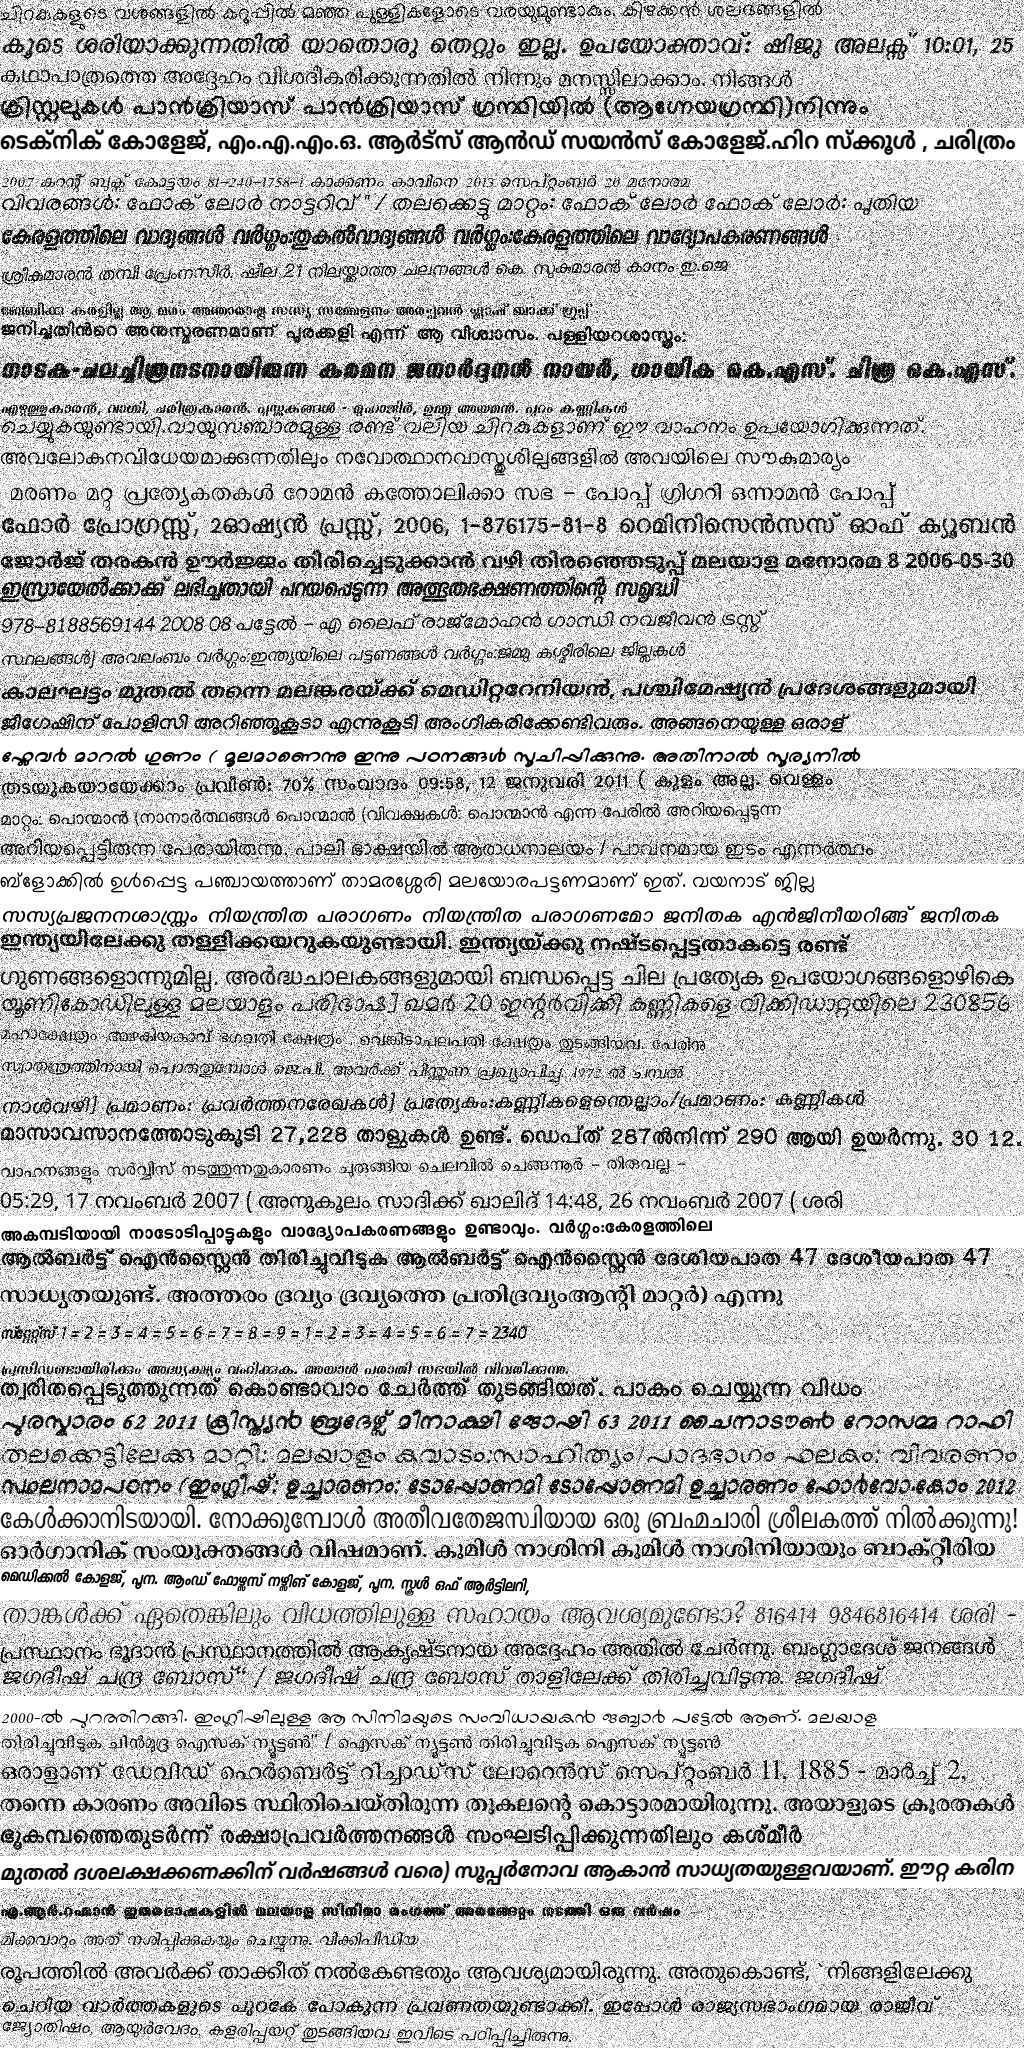 ചിറകുകളുടെ വശങ്ങളിൽ കറുപ്പിൽ മഞ്ഞ പുള്ളികളോടെ വരയുമുണ്ടാകും. കിഴക്കൻ ശലഭങ്ങളിൽ
കൂടെ ശരിയാക്കുന്നതിൽ യാതൊരു തെറ്റും ഇല്ല. ഉപയോക്താവ്: ഷിജു അലക്സ് 10:01, 25
കഥാപാത്രത്തെ അദ്ദേഹം വിശദീകരിക്കുന്നതിൽ നിന്നും മനസ്സിലാക്കാം. നിങ്ങൾ
ക്രിസ്റ്റലുകൾ പാൻക്രിയാസ് പാൻക്രിയാസ് ഗ്രന്ഥിയിൽ (ആഗ്നേയഗ്രന്ഥി)നിന്നും
ടെക്നിക് കോളേജ്, എം.എ.എം.ഒ. ആർട്സ് ആൻഡ് സയൻസ് കോളേജ്.ഹിറ സ്ക്കൂൾ , ചരിത്രം
2007 കറന്റ് ബുക്സ് കോട്ടയം 81-240-1758-1 കാക്കണം കാവിനെ 2013 സെപ്റ്റംബർ 20 മനോരമ
വിവരങ്ങൾ: ഫോക് ലോർ നാട്ടറിവ് " / തലക്കെട്ടു മാറ്റം: ഫോക് ലോർ ഫോക് ലോർ: പുതിയ
കേരളത്തിലെ വാദ്യങ്ങൾ വർഗ്ഗം:തുകൽവാദ്യങ്ങൾ വർഗ്ഗം:കേരളത്തിലെ വാദ്യോപകരണങ്ങൾ
ശ്രീകുമാരൻ തമ്പി പ്രേംനസീർ, ഷീല 21 നിലയ്ക്കാത്ത ചലനങ്ങൾ കെ. സുകുമാരൻ കാനം ഇ.ജെ
ബേബിക്കു കരളില്ല ആ മരം അന്താരാഷ്ട്ര സസ്യ സമ്മേളനം അരച്ചവൻ ഫ്ലാഷ് ബാക്ക് ഗ്രൂപ്പ്
ജനിച്ചതിൻറെ അനുസ്മരണമാണ് പൂരക്കളി എന്ന് ആ വിശ്വാസം. പള്ളിയറശാസ്ത്രം:
നാടക-ചലച്ചിത്രനടനായിരുന്ന കരമന ജനാർദ്ദനൻ നായർ, ഗായിക കെ.എസ്. ചിത്ര കെ.എസ്.
എഴുത്തുകാരൻ, വാഗ്മി, ചരിത്രകാരൻ. പുസ്തകങ്ങൾ - മുഹാജിർ, ഉമ്മു അയമൻ. പുറം കണ്ണികൾ
ചെയ്യുകയുണ്ടായി.വായുസഞ്ചാരമുള്ള രണ്ട് വലിയ ചിറകുകളാണ് ഈ വാഹനം ഉപയോഗിക്കുന്നത്.
അവലോകനവിധേയമാക്കുന്നതിലും നവോത്ഥാനവാസ്തുശില്പങ്ങളിൽ അവയിലെ സൗകുമാര്യം
മരണം മറ്റു പ്രത്യേകതകൾ റോമൻ കത്തോലിക്കാ സഭ – പോപ്പ് ഗ്രിഗറി ഒന്നാമൻ പോപ്പ്
ഫോർ പ്രോഗ്രസ്സ്, 2ഓഷ്യൻ പ്രസ്സ്, 2006, 1-876175-81-8 റെമിനിസെൻസസ് ഓഫ് ക്യൂബൻ
ജോർജ് തരകൻ ഊർജ്ജം തിരിച്ചെടുക്കാൻ വഴി തിരഞ്ഞെടുപ്പ് മലയാള മനോരമ 8 2006-05-30
ഇസ്രായേൽക്കാക്ക് ലഭിച്ചതായി പറയപ്പെടുന്ന അത്ഭുതഭക്ഷണത്തിന്റെ സമൃദ്ധി
978-8188569144 2008 08 പട്ടേൽ – എ ലൈഫ് രാജ്മോഹൻ ഗാന്ധി നവജീവൻ ട്രസ്റ്റ്
സ്ഥലങ്ങൾ] അവലംബം വർഗ്ഗം:ഇന്ത്യയിലെ പട്ടണങ്ങൾ വർഗ്ഗം:ജമ്മു കശ്മീരിലെ ജില്ലകൾ
കാലഘട്ടം മുതൽ തന്നെ മലങ്കരയ്ക്ക് മെഡിറ്ററേനിയൻ, പശ്ചിമേഷ്യൻ പ്രദേശങ്ങളുമായി
ജിഗേഷിന് പോളിസി അറിഞ്ഞുകൂടാ എന്നുകൂടി അംഗീകരിക്കേണ്ടിവരും. അങ്ങനെയുള്ള ഒരാള്
ഫ്ലേവർ മാറൽ ഗുണം ( മൂലമാണെന്നു ഇന്നു പഠനങ്ങൾ സൂചിപ്പിക്കുന്നു. അതിനാൽ സൂര്യനിൽ
തടയുകതായേക്കാം പ്രവീൺ: 70% സംവാദം 09:58, 12 ജനുവരി 2011 ( കുളം അല്ല. വെള്ളം
മാറ്റം: പൊന്മാൻ (നാനാർത്ഥങ്ങൾ പൊന്മാൻ (വിവക്ഷകൾ: പൊന്മാൻ എന്ന പേരിൽ അറിയപ്പെടുന്ന
അറിയപ്പെട്ടിരുന്ന പേരായിരുന്നു. പാലി ഭാക്ഷയിൽ ആരാധനാലയം / പാവനമായ ഇടം എന്നർത്ഥം
ബ്ളോക്കിൽ ഉൾപ്പെട്ട പഞ്ചായത്താണ് താമരശ്ശേരി മലയോരപട്ടണമാണ് ഇത്. വയനാട് ജില്ല
സസ്യപ്രജനനശാസ്ത്രം നിയന്ത്രിത പരാഗണം നിയന്ത്രിത പരാഗണമോ ജനിതക എൻജിനീയറിങ്ങ് ജനിതക
ഇന്ത്യയിലേക്കു തള്ളിക്കയറുകയുണ്ടായി. ഇന്ത്യയ്ക്കു നഷ്ടപ്പെട്ടതാകട്ടെ രണ്ട്
ഗുണങ്ങളൊന്നുമില്ല. അർദ്ധചാലകങ്ങളുമായി ബന്ധപ്പെട്ട ചില പ്രത്യേക ഉപയോഗങ്ങളൊഴികെ
യൂണികോഡിലുള്ള മലയാളം പരിഭാഷ] ഖമർ 20 ഇന്റർവിക്കി കണ്ണികളെ വിക്കിഡാറ്റയിലെ 230856
മഹാക്ഷേത്രം അഴകിയകാവ് ഭഗവതി ക്ഷേത്രം , വെങ്കിടാചലപതി ക്ഷേത്രം തുടങ്ങിയവ. പേരിനു
സ്വാതന്ത്ര്യത്തിനായി പൊരുതുമ്പോൾ ജെ.പി. അവർക്ക് പിന്തുണ പ്രഖ്യാപിച്ചു. 1972 ൽ ചമ്പൽ
നാൾവഴി] പ്രമാണം: പ്രവർത്തനരേഖകൾ] പ്രത്യേകം:കണ്ണികളെന്തെല്ലാം/പ്രമാണം: കണ്ണികൾ
മാസാവസാനത്തോടുകൂടി 27,228 താളുകൾ ഉണ്ട്. ഡെപ്ത് 287ൽനിന്ന് 290 ആയി ഉയർന്നു. 30 12.
വാഹനങ്ങളും സർവ്വീസ് നടത്തുന്നതുകാരണം ചുരുങ്ങിയ ചെലവിൽ ചെങ്ങന്നൂർ – തിരുവല്ല –
05:29, 17 നവംബർ 2007 ( അനുകൂലം സാദിക്ക് ഖാലിദ് 14:48, 26 നവംബർ 2007 ( ശരി
അകമ്പടിയായി നാടോടിപ്പാട്ടുകളും വാദ്യോപകരണങ്ങളും ഉണ്ടാവും. വർഗ്ഗം:കേരളത്തിലെ
ആൽബർട്ട് ഐൻസ്റ്റൈൻ തിരിച്ചുവിടുക ആൽബർട്ട് ഐൻസ്റ്റൈൻ ദേശിയപാത 47 ദേശീയപാത 47
സാധ്യതയുണ്ട്. അത്തരം ദ്രവ്യം ദ്രവ്യത്തെ പ്രതിദ്രവ്യംആന്റി മാറ്റർ) എന്നു
സ്റ്റേറ്റ്സ് 1 = 2 = 3 = 4 = 5 = 6 = 7 = 8 = 9 = 1 = 2 = 3 = 4 = 5 = 6 = 7 = 2340
പ്രസിഡണ്ടായിരിക്കും അദ്ധ്യക്ഷ്യം വഹിക്കുക. അയാൾ പരാതി സഭയിൽ വിവരിക്കുന്നു.
ത്വരിതപ്പെടുത്തുന്നത് കൊണ്ടാവാം ചേർത്ത് തുടങ്ങിയത്. പാകം ചെയ്യുന്ന വിധം
പുരസ്കാരം 62 2011 ക്രിസ്ത്യൻ ബ്രദേഴ്സ് മീനാക്ഷി ജോഷി 63 2011 ചൈനാടൗൺ റോസമ്മ റാഫി
തലക്കെട്ടിലേക്കു മാറ്റി: മലയാളം കവാടം:സാഹിത്യം/പാദഭാഗം ഫലകം: വിവരണം
സ്ഥലനാമപഠനം (ഇംഗ്ലീഷ്: ഉച്ചാരണം: ടോപ്പോണമി ടോപ്പോണമി ഉച്ചാരണം ഫോർവോ.കോം 2012
കേൾക്കാനിടയായി. നോക്കുമ്പോൾ അതീവതേജസ്വിയായ ഒരു ബ്രഹ്മചാരി ശ്രീലകത്ത് നിൽക്കുന്നു!
ഓർഗാനിക് സംയുക്തങ്ങൾ വിഷമാണ്. കുമിൾ നാശിനി കുമിൾ നാശിനിയായും ബാക്റ്റീരിയ
മെഡിക്കൽ കോളജ്, പൂന. ആംഡ് ഫോഴ്സസ് നഴ്സിങ് കോളജ്, പൂന. സ്കൂൾ ഒഫ് ആർട്ടിലറി,
താങ്കൾക്ക് ഏതെങ്കിലും വിധത്തിലുള്ള സഹായം ആവശ്യമുണ്ടോ? 816414 9846816414 ശരി -
പ്രസ്ഥാനം ഭൂദാൻ പ്രസ്ഥാനത്തിൽ ആകൃഷ്ടനായ അദ്ദേഹം അതിൽ ചേർന്നു. ബംഗ്ലാദേശ് ജനങ്ങൾ
ജഗദീഷ് ചന്ദ്ര ബോസ്" / ജഗദീഷ് ചന്ദ്ര ബോസ് താളിലേക്ക് തിരിച്ചുവിടുന്നു. ജഗദീഷ്
2000-ൽ പുറത്തിറങ്ങി. ഇംഗ്ലീഷിലുള്ള ആ സിനിമയുടെ സംവിധായകൻ ജബ്ബാർ പട്ടേൽ ആണ്. മലയാള
തിരിച്ചുവിടുക ചിൻമുദ്ര ഐസക് ന്യൂട്ടൺ" / ഐസക്ക് ന്യൂട്ടൺ തിരിച്ചുവിടുക ഐസക് ന്യൂട്ടൺ
ഒരാളാണ് ഡേവിഡ് ഹെർബെർട്ട് റിച്ചാഡ്സ് ലോറെൻസ് സെപ്റ്റംബർ 11, 1885 - മാർച്ച് 2,
തന്നെ കാരണം അവിടെ സ്ഥിതിചെയ്തിരുന്ന തുകലന്റെ കൊട്ടാരമായിരുന്നു. അയാളുടെ ക്രൂരതകൾ
ഭൂകമ്പത്തെതുടർന്ന് രക്ഷാപ്രവർത്തനങ്ങൾ സംഘടിപ്പിക്കുന്നതിലും കശ്മീർ
മുതൽ ദശലക്ഷക്കണക്കിന് വർഷങ്ങൾ വരെ) സൂപ്പർനോവ ആകാൻ സാധ്യതയുള്ളവയാണ്. ഈറ്റ കരിന
എ.ആർ.റഹ്മാൻ ഇതരഭാഷകളിൽ മലയാള സിനിമാ രംഗത്ത് അരങ്ങേറ്റം നടത്തി ഒരു വർഷം
മിക്കവാറും അത് നശിപ്പിക്കുകയും ചെയ്യുന്നു. വിക്കിപീഡിയ
രൂപത്തിൽ അവർക്ക് താക്കീത് നൽകേണ്ടതും ആവശ്യമായിരുന്നു. അതുകൊണ്ട്, `നിങ്ങളിലേക്കു
ചെറിയ വാർത്തകളുടെ പുറകേ പോകുന്ന പ്രവണതയുണ്ടാക്കി. ഇപ്പോൾ രാജ്യസഭാംഗമായ രാജീവ്
ജ്യോതിഷം, ആയുർവേദം, കളരിപ്പയറ്റ് തുടങ്ങിയവ ഇവിടെ പഠിപ്പിച്ചിരുന്നു.